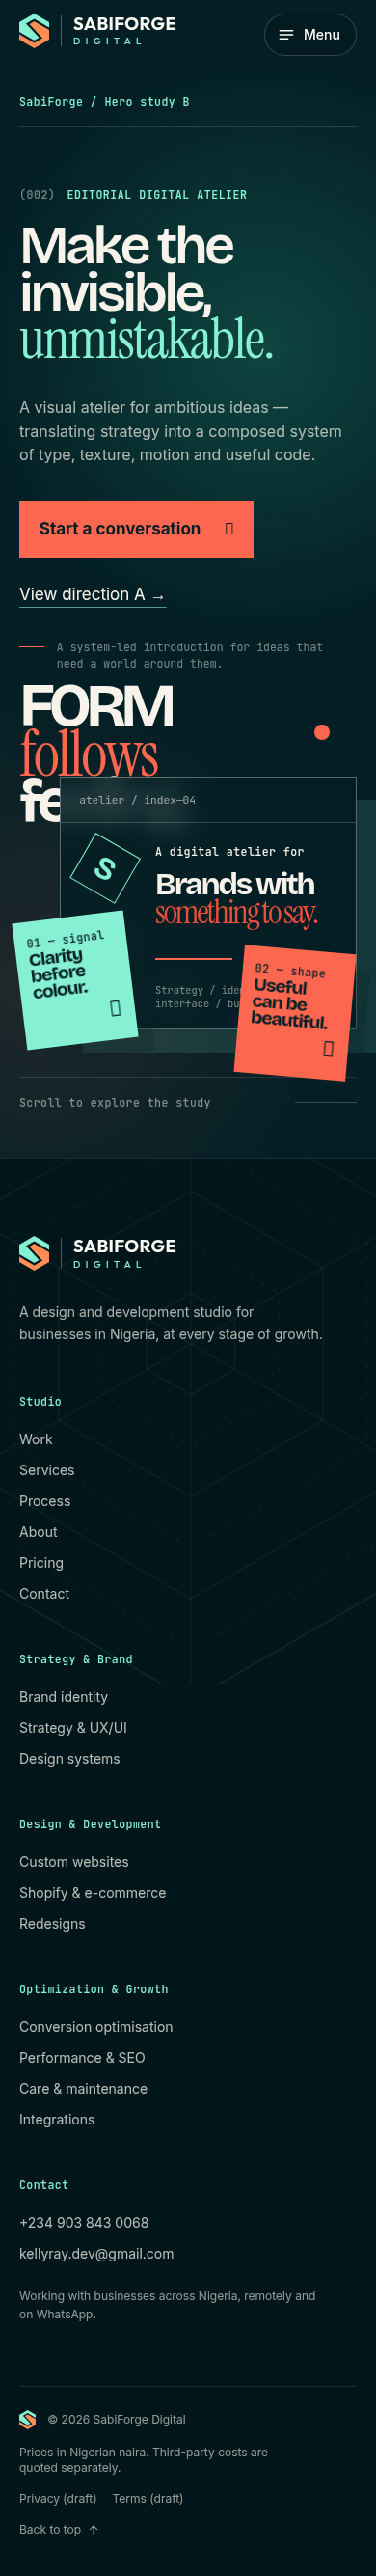 SABIFORGE
DIGITAL
Menu
SabiForge / Hero study B
(002) EDITORIAL DIGITAL ATELIER
Make the
invisible,
unmistakable.
A visual atelier for ambitious ideas —
translating strategy into a composed system
of type, texture, motion and useful code.
Start a conversation
View direction A →
A system-led introduction for ideas that
need a world around them.
FORM
follows
fe
atelier / index—04
S
A digital atelier for
Brands with
something to say.
Strategy /
interface /
01 — signal
Clarity
before
colour.
02 — shape
Useful
can be
beautiful.
Scroll to explore the study
SABIFORGE
DIGITAL
A design and development studio for
businesses in Nigeria, at every stage of growth.
Studio
Work
Services
Process
About
Pricing
Contact
Strategy & Brand
Brand identity
Strategy & UX/UI
Design systems
Design & Development
Custom websites
Shopify & e-commerce
Redesigns
Optimization & Growth
Conversion optimisation
Performance & SEO
Care & maintenance
Integrations
Contact
+234 903 843 0068
kellyray.dev@gmail.com
Working with businesses across Nigeria, remotely and
on WhatsApp.
© 2026 SabiForge Digital
Prices in Nigerian naira. Third-party costs are
quoted separately.
Privacy (draft) Terms (draft)
Back to top ↑